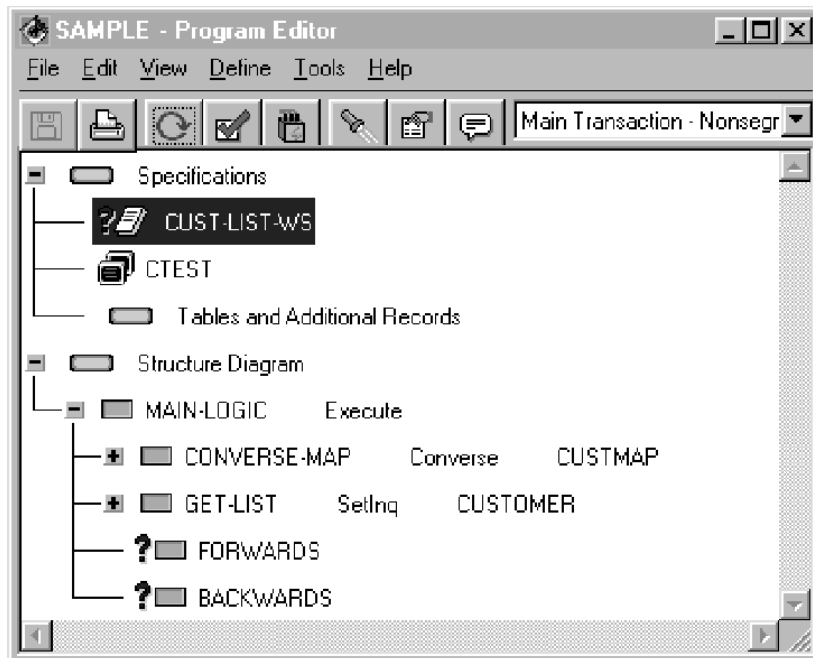 SAMPLE - Program Editor
File Edit View Define Tools Help
Main Transaction - Nonsegr
Specifications
? CUST-LIST-WS
CTEST
Tables and Additional Records
Structure Diagram
MAIN-LOGIC Execute
CONVERSE-MAP Converse CUSTMAP
GET-LIST SetInq CUSTOMER
? FORWARDS
? BACKWARDS